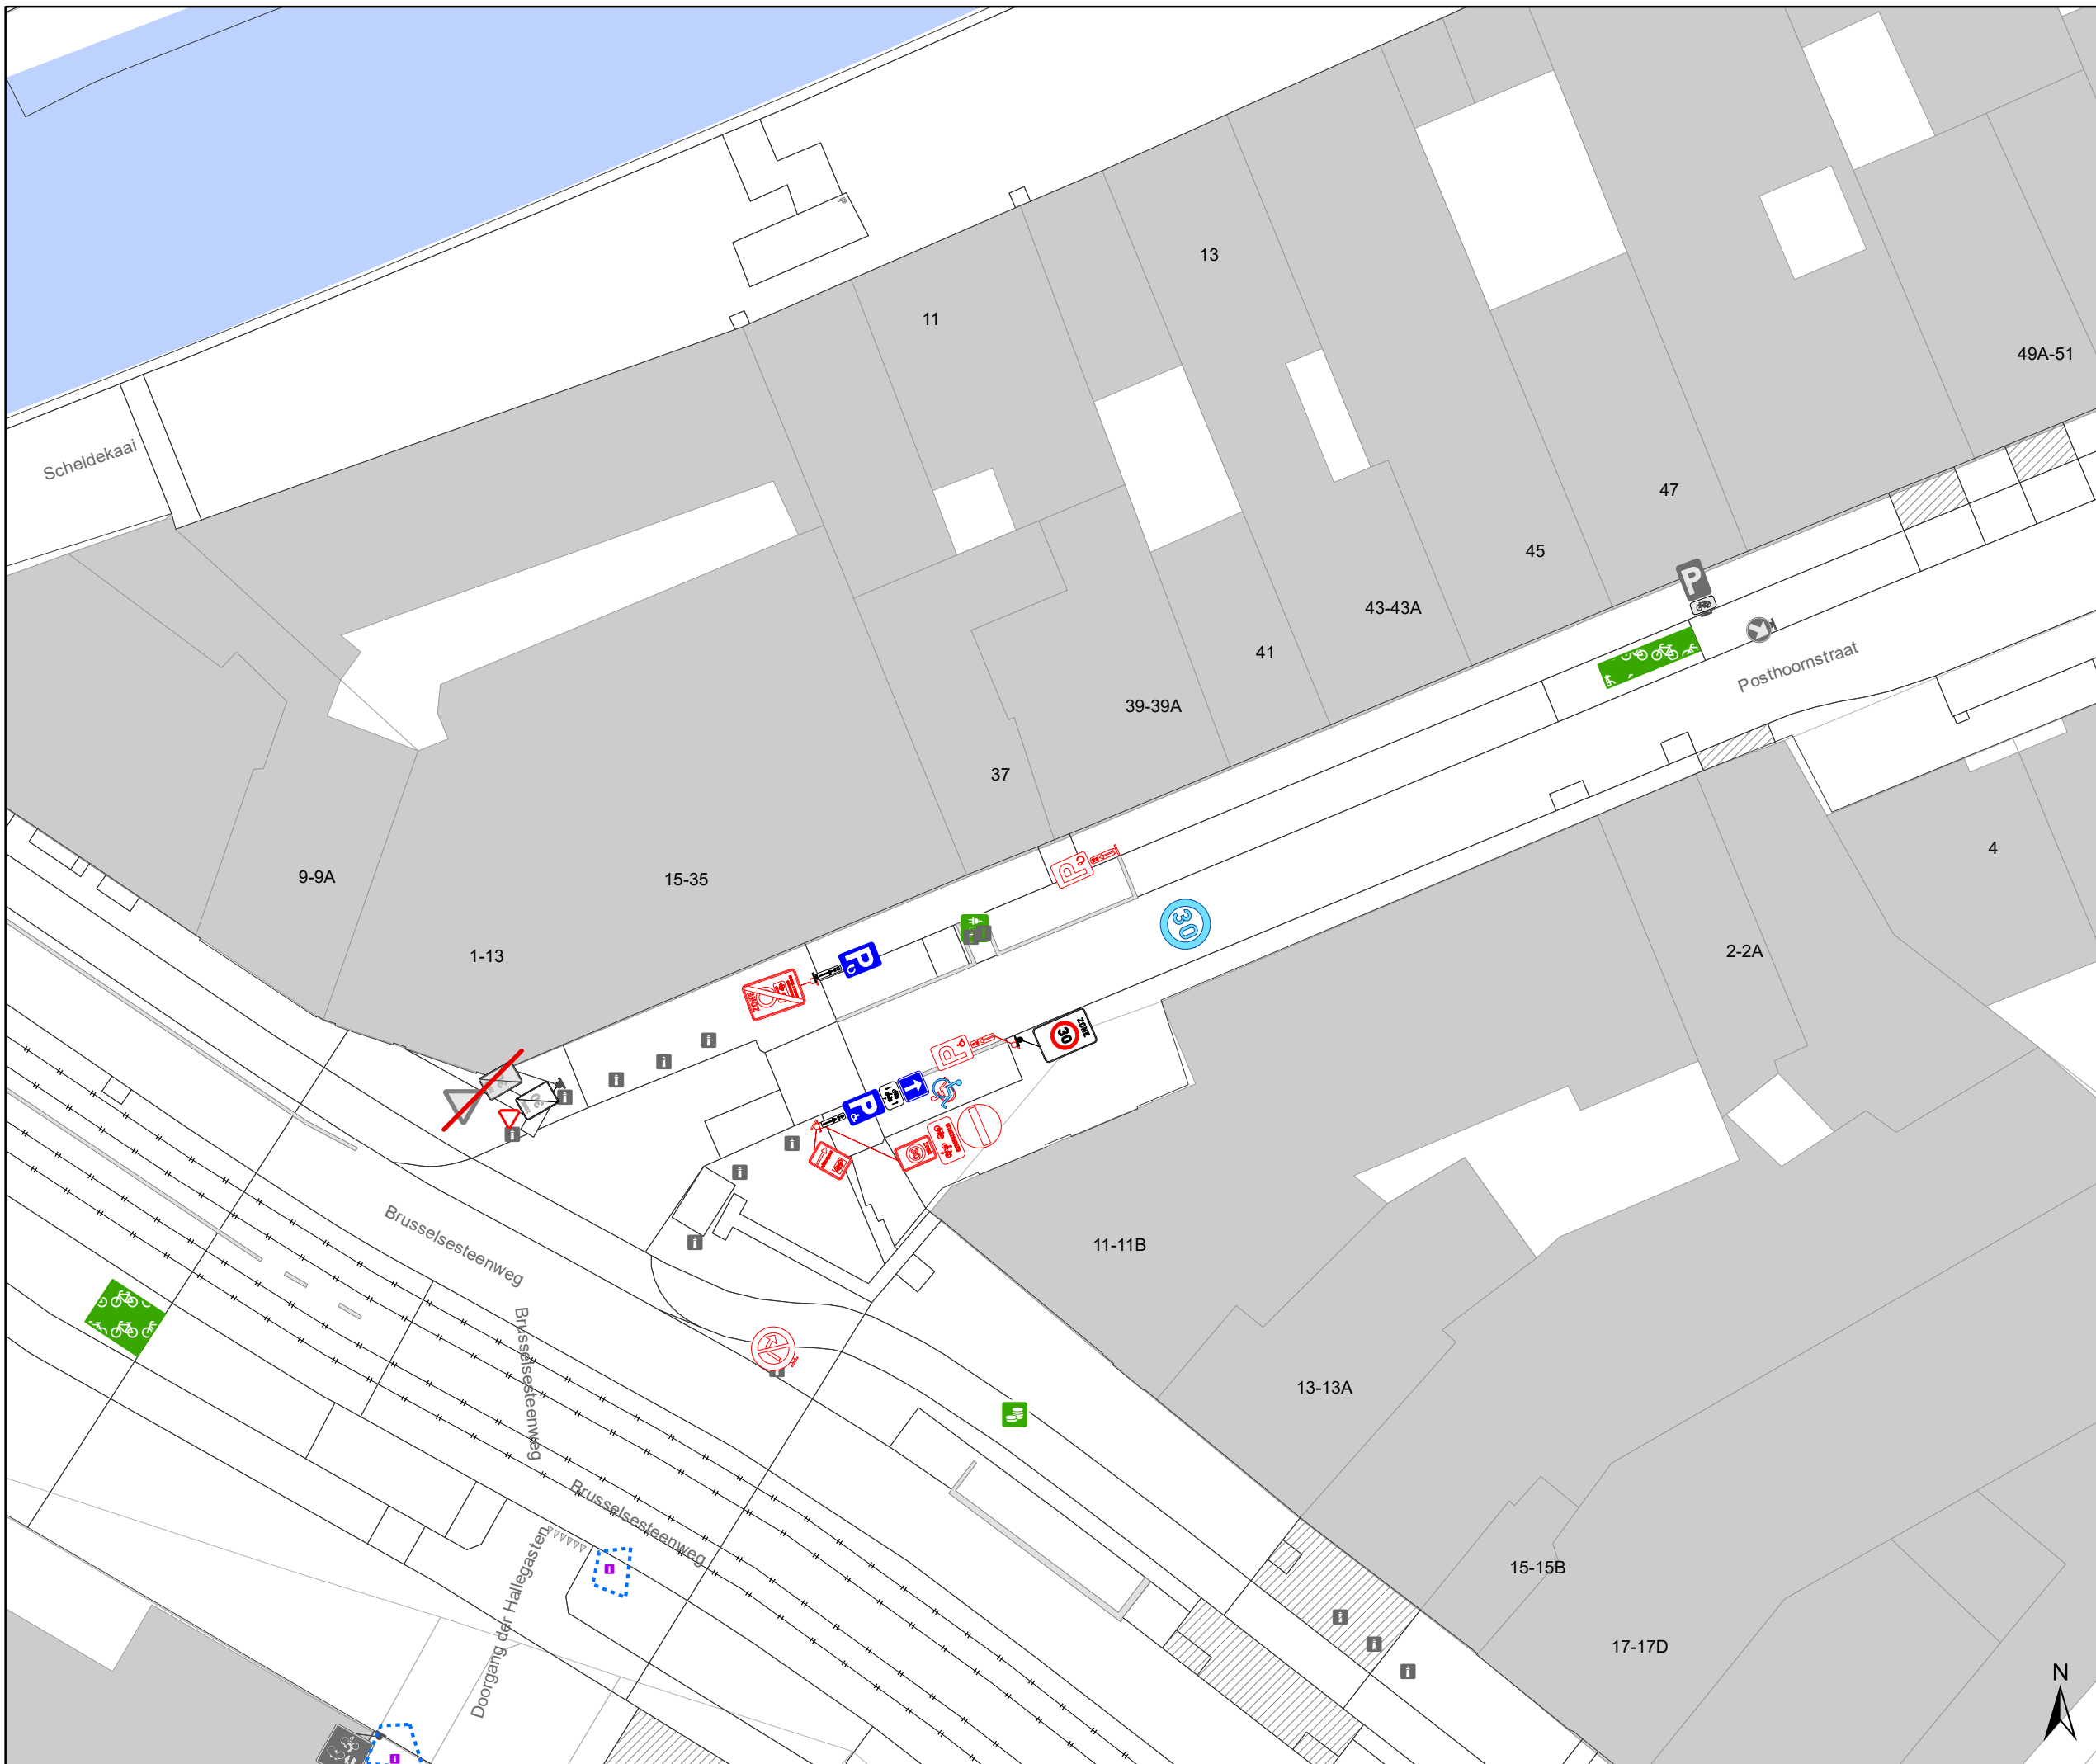 13
11
49A-51
Scheldekaai
47
45
43-43A
41
Posthoornstraat
39-39A
37
4
9-9A
15-35
P
30
1-13
2-2A
P
ZONE
ZONE
30
P
P
11-11B
Brusselsesteenweg
Brusselsesteenweg
13-13A
Brusselsesteenweg
15-15B
Doorgang der Hallegasten
17-17D
N